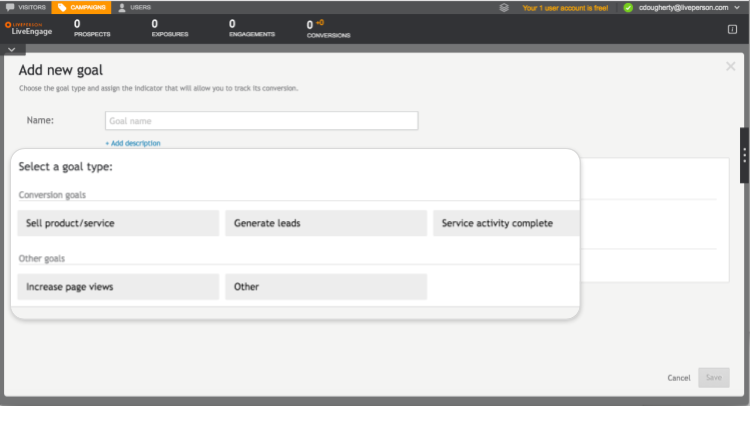 VISITORS CAMPAIGNS USERS Your 1 user account is free! cdougherty@liveperson.com
LIVEPERSON
LiveEngage
0 0 0 0 +0
PROSPECTS EXPOSURES ENGAGEMENTS CONVERSIONS
Add new goal
Choose the goal type and assign the indicator that will allow you to track its conversion.
Name: Goal name
+ Add description
Select a goal type:
Conversion goals
Sell product/service Generate leads Service activity complete
Other goals
Increase page views Other
Cancel Save